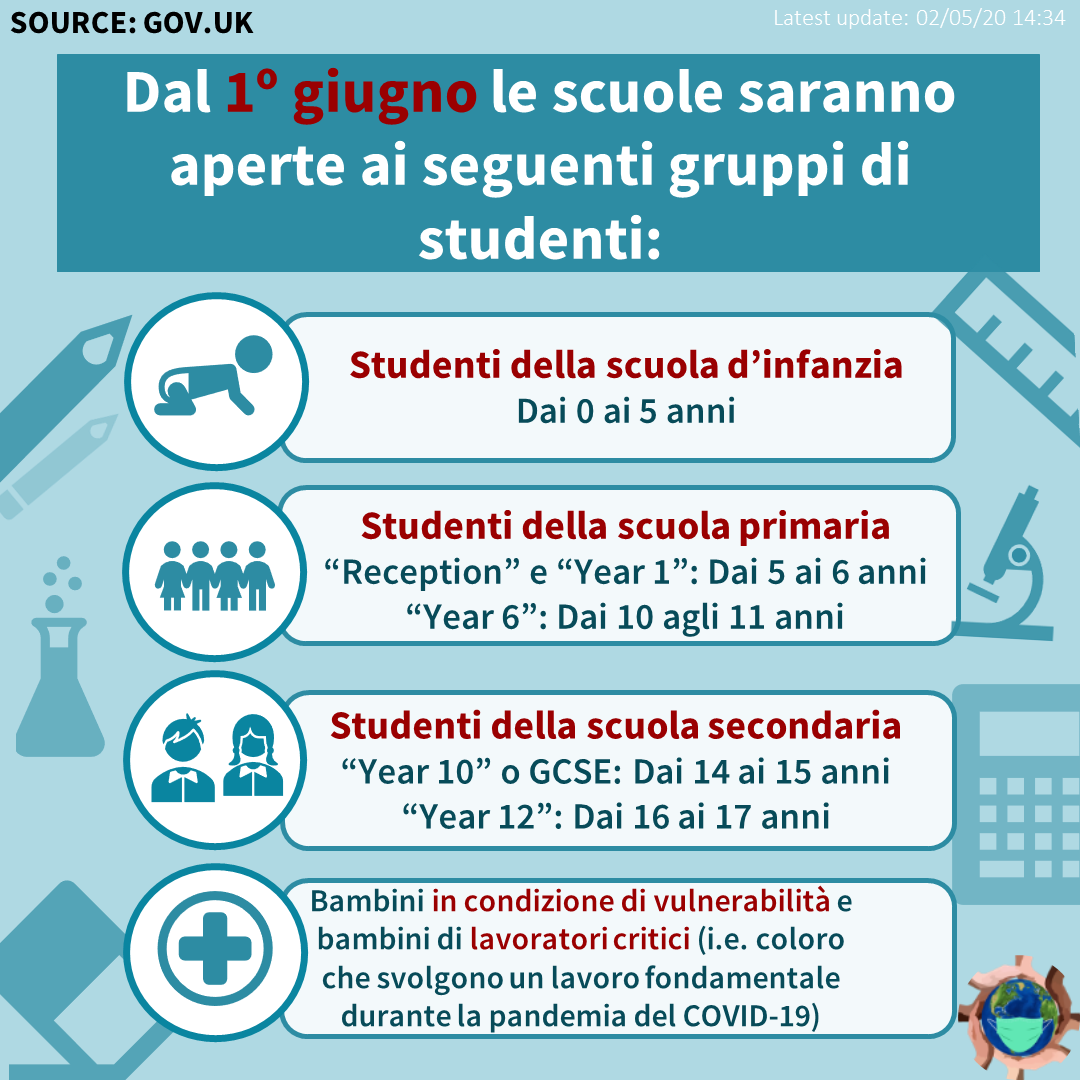 SOURCE: GOV.UK
Latest update: 02/05/20 14:34
Dal 1º giugno le scuole saranno
aperte ai seguenti gruppi di
studenti:
Studenti della scuola d’infanzia
Dai 0 ai 5 anni
Studenti della scuola primaria
“Reception” e “Year 1”: Dai 5 ai 6 anni
“Year 6”: Dai 10 agli 11 anni
Studenti della scuola secondaria
“Year 10” o GCSE: Dai 14 ai 15 anni
“Year 12”: Dai 16 ai 17 anni
Bambini in condizione di vulnerabilità e
bambini di lavoratori critici (i.e. coloro
che svolgono un lavoro fondamentale
durante la pandemia del COVID-19)